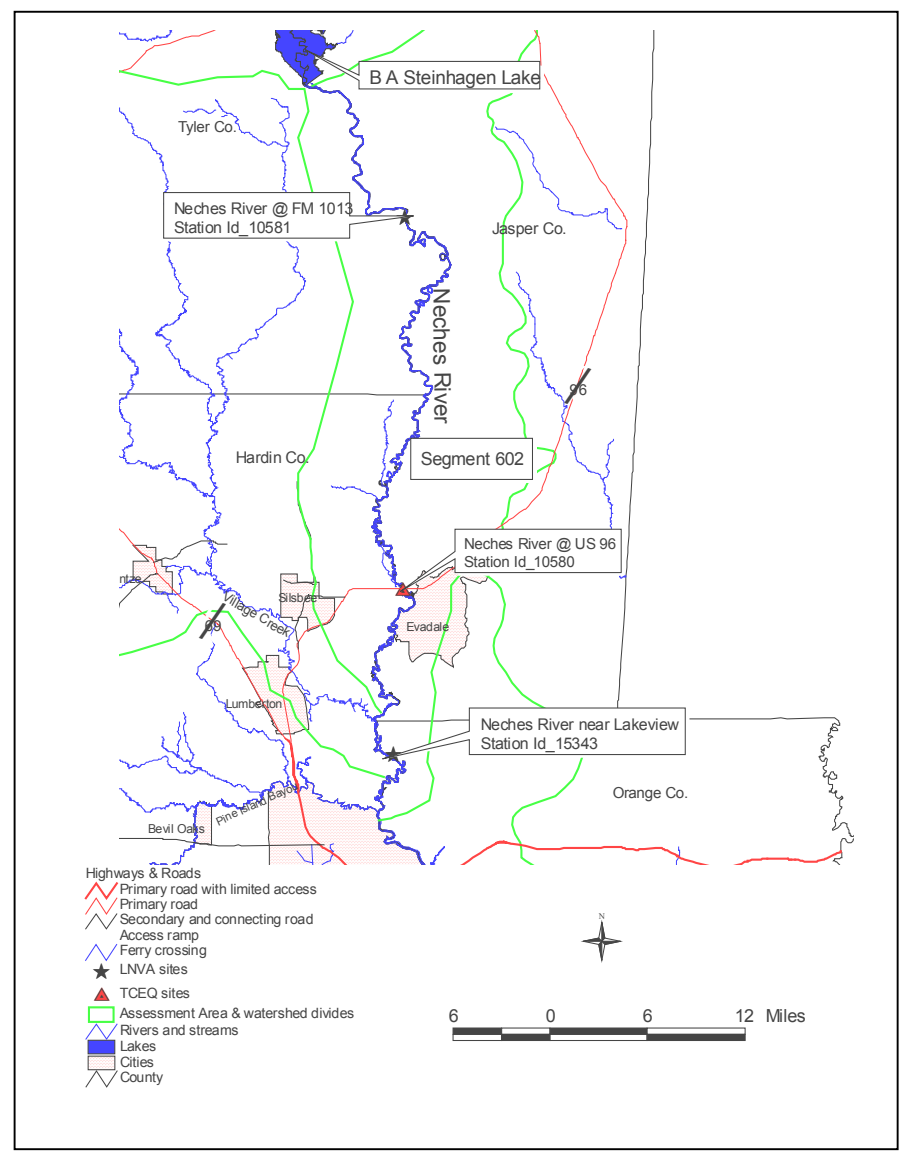 B A Steinhagen Lake
Tyler Co.
Neches River @ FM 1013
Station Id_10581
Jasper Co.
Neches River
96
Hardin Co.
Segment 602
Neches River @ US 96
Station Id_10580
ntze
Silsbee
Village Creek
69
Evadale
Lumberton
Neches River near Lakeview
Station Id_15343
Orange Co.
Pine Island Bayou
Bevil Oaks
Highways & Roads
Primary road with limited access
Primary road
Secondary and connecting road
Access ramp
Ferry crossing
LNVA sites
TCEQ sites
Assessment Area & watershed divides
Rivers and streams
Lakes
Cities
County
N
6 0 6 12 Miles